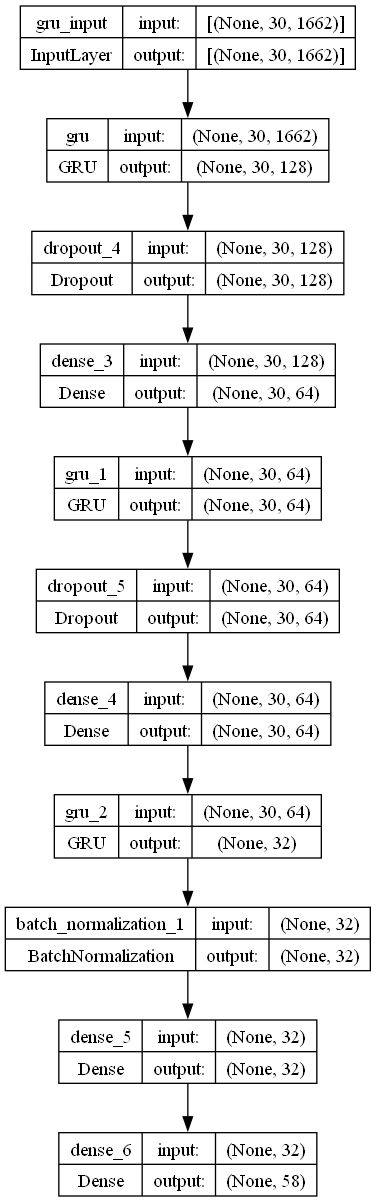 gru_input input: [(None, 30, 1662)]
InputLayer output: [(None, 30, 1662)]
gru input: (None, 30, 1662)
GRU output: (None, 30, 128)
dropout_4 input: (None, 30, 128)
Dropout output: (None, 30, 128)
dense_3 input: (None, 30, 128)
Dense output: (None, 30, 64)
gru_1 input: (None, 30, 64)
GRU output: (None, 30, 64)
dropout_5 input: (None, 30, 64)
Dropout output: (None, 30, 64)
dense_4 input: (None, 30, 64)
Dense output: (None, 30, 64)
gru_2 input: (None, 30, 64)
GRU output: (None, 32)
batch_normalization_1 input: (None, 32)
BatchNormalization output: (None, 32)
dense_5 input: (None, 32)
Dense output: (None, 32)
dense_6 input: (None, 32)
Dense output: (None, 58)